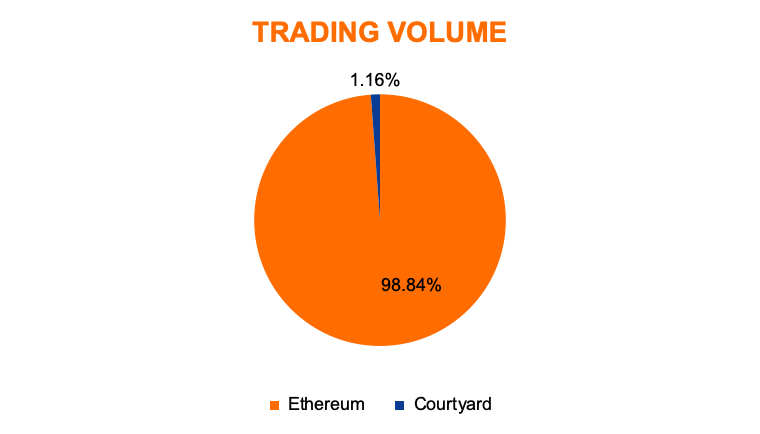 TRADING VOLUME
1.16%
98.84%
Ethereum Courtyard